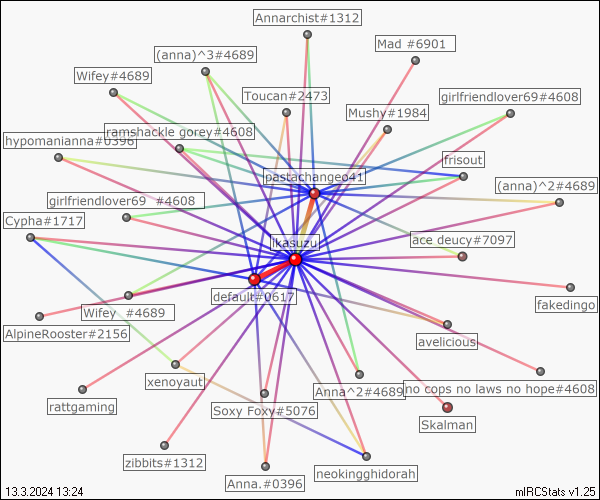 Annarchist#1312
Mad #6901
(anna)^3#4689
Wifey#4689
Toucan#2473
girlfriendlover69#4608
Mushy#1984
ramshackle gorey#4608
hypomanianna#0396
frisout
pastachangeo41
(anna)^2#4689
girlfriendlover69 #4608
Cypha#1717
ikasuzu
ace deucy#7097
default#0617
fakedingo
Wifey #4689
AlpineRooster#2156
avelicious
xenoyaut
Anna^2#4689
no cops no laws no hope#4608
rattgaming
Soxy Foxy#5076
Skalman
zibbits#1312
neokingghidorah
Anna.#0396
13.3.2024 13:24
mIRCStats v1.25